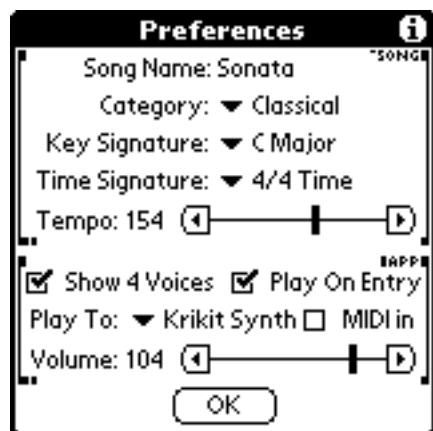 Preferences i
SONG
Song Name: Sonata
Category: Classical
Key Signature: C Major
Time Signature: 4/4 Time
Tempo: 154
APP
Show 4 Voices Play On Entry
Play To: Krikit Synth MIDI in
Volume: 104
OK